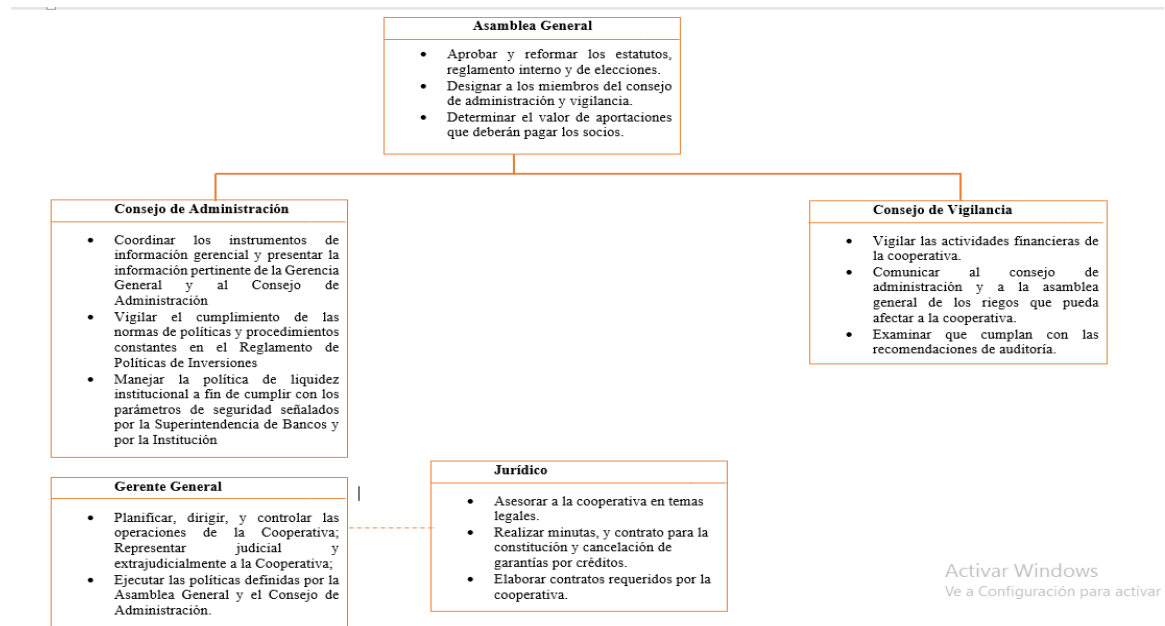 Asamblea General
• Aprobar y reformar los estatutos,
reglamento interno y de elecciones.
• Designar a los miembros del consejo
de administración y vigilancia.
• Determinar el valor de aportaciones
que deberán pagar los socios.
Consejo de Administración
• Coordinar los instrumentos de
información gerencial y presentar la
información pertinente de la Gerencia
General y al Consejo de
Administración
• Vigilar el cumplimiento de las
normas de políticas y procedimientos
constantes en el Reglamento de
Políticas de Inversiones
• Manejar la política de liquidez
institucional a fin de cumplir con los
parámetros de seguridad señalados
por la Superintendencia de Bancos y
por la Institución
Consejo de Vigilancia
• Vigilar las actividades financieras de
la cooperativa.
• Comunicar al consejo de
administración y a la asamblea
general de los riegos que pueda
afectar a la cooperativa.
• Examinar que cumplan con las
recomendaciones de auditoría.
Gerente General
• Planificar, dirigir, y controlar las
operaciones de la Cooperativa;
Representar judicial y
extrajudicialmente a la Cooperativa;
• Ejecutar las políticas definidas por la
Asamblea General y el Consejo de
Administración.
Jurídico
• Asesorar a la cooperativa en temas
legales.
• Realizar minutas, y contrato para la
constitución y cancelación de
garantías por créditos.
• Elaborar contratos requeridos por la
cooperativa.
Activar Windows
Ve a Configuración para activar